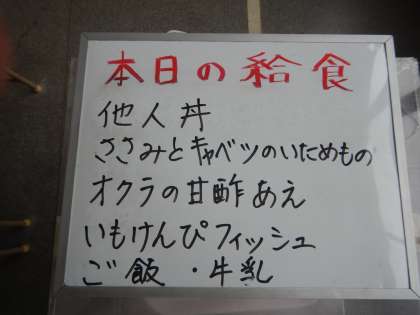 本日の給食
他人丼
ささみとキャベツのいためもの
オクラの甘酢あえ
いもけんぴフィッシュ
ご飯・牛乳